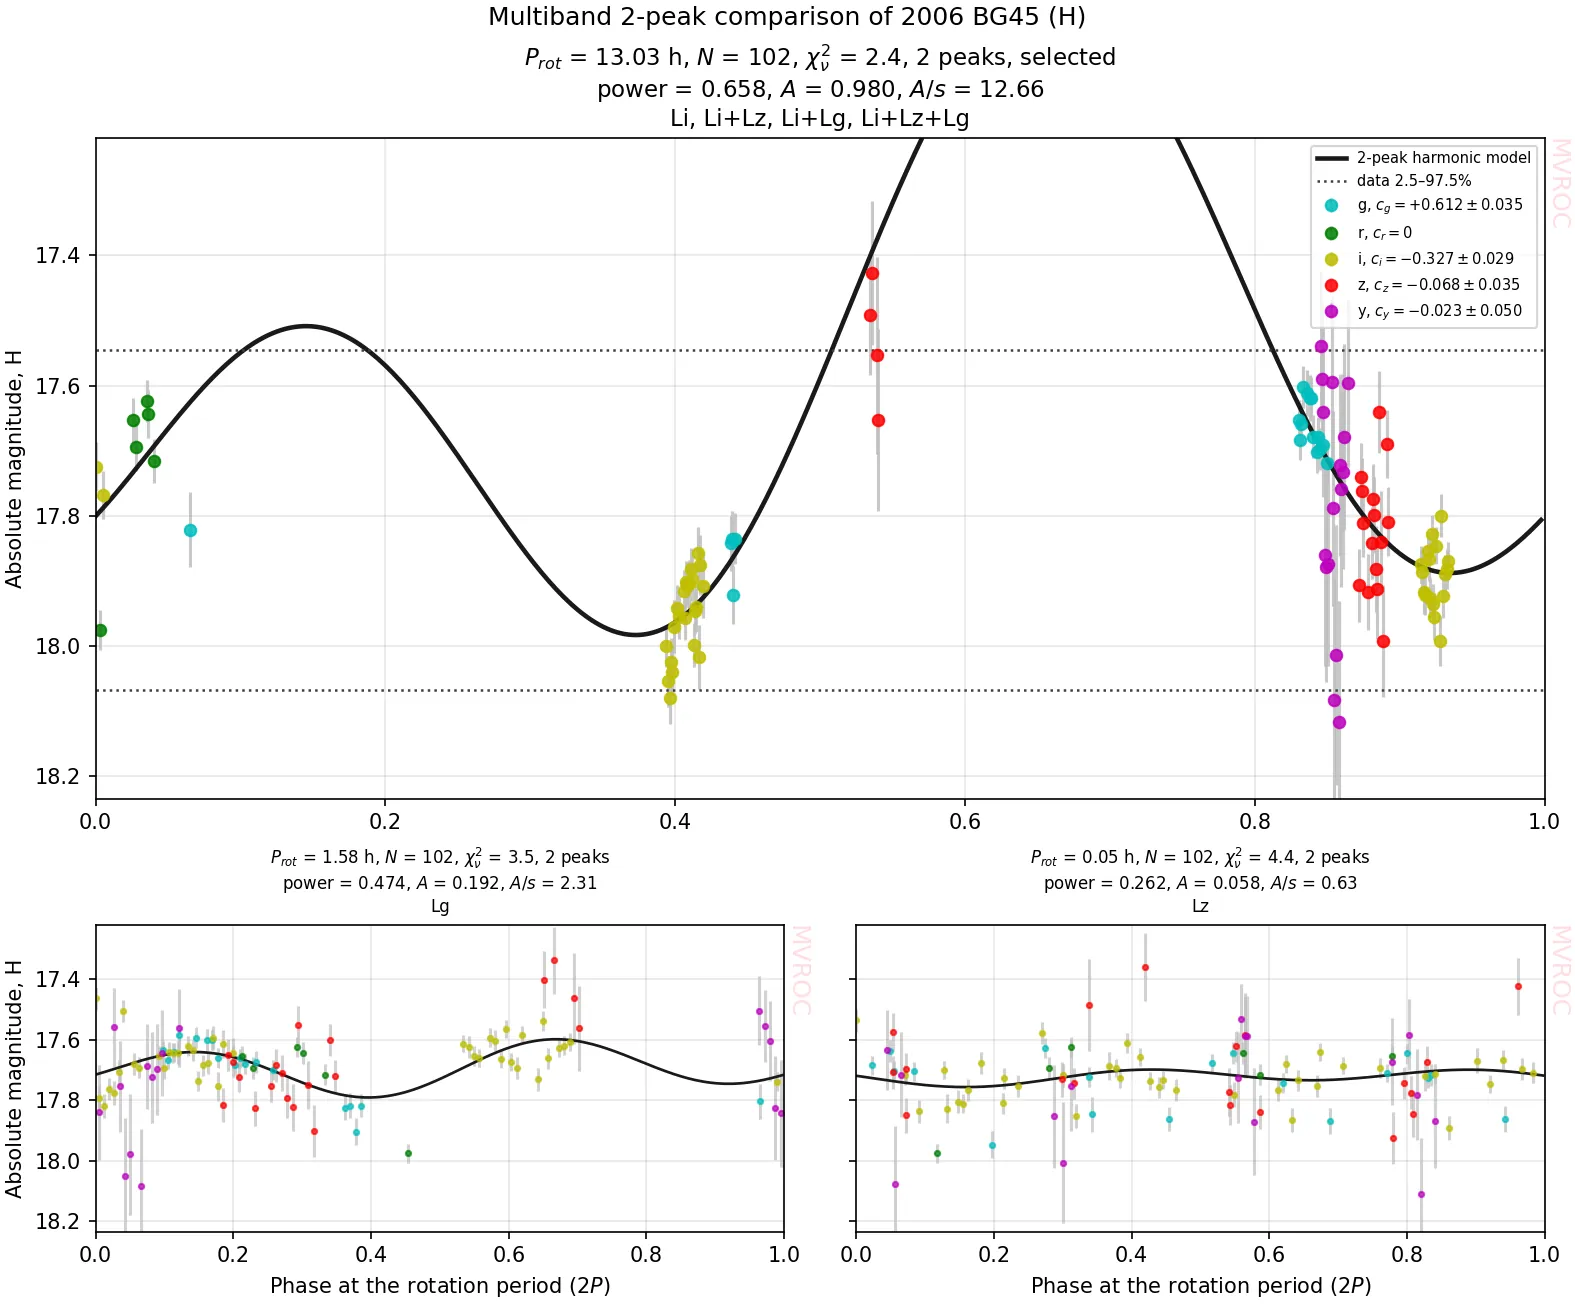 Multiband 2-peak comparison of 2006 BG45 (H)
P_rot = 13.03 h, N = 102, χ²_ν = 2.4, 2 peaks, selected
power = 0.658, A = 0.980, A/s = 12.66
Li, Li+Lz, Li+Lg, Li+Lz+Lg
2-peak harmonic model
data 2.5–97.5%
g, c_g = +0.612 ± 0.035
r, c_r = 0
i, c_i = −0.327 ± 0.029
z, c_z = −0.068 ± 0.035
y, c_y = −0.023 ± 0.050
MVROC
Absolute magnitude, H
17.4
17.6
17.8
18.0
18.2
0.0 0.2 0.4 0.6 0.8 1.0
P_rot = 1.58 h, N = 102, χ²_ν = 3.5, 2 peaks
power = 0.474, A = 0.192, A/s = 2.31
Lg
MVROC
Absolute magnitude, H
17.4
17.6
17.8
18.0
18.2
0.0 0.2 0.4 0.6 0.8 1.0
Phase at the rotation period (2P)
P_rot = 0.05 h, N = 102, χ²_ν = 4.4, 2 peaks
power = 0.262, A = 0.058, A/s = 0.63
Lz
MVROC
0.0 0.2 0.4 0.6 0.8 1.0
Phase at the rotation period (2P)